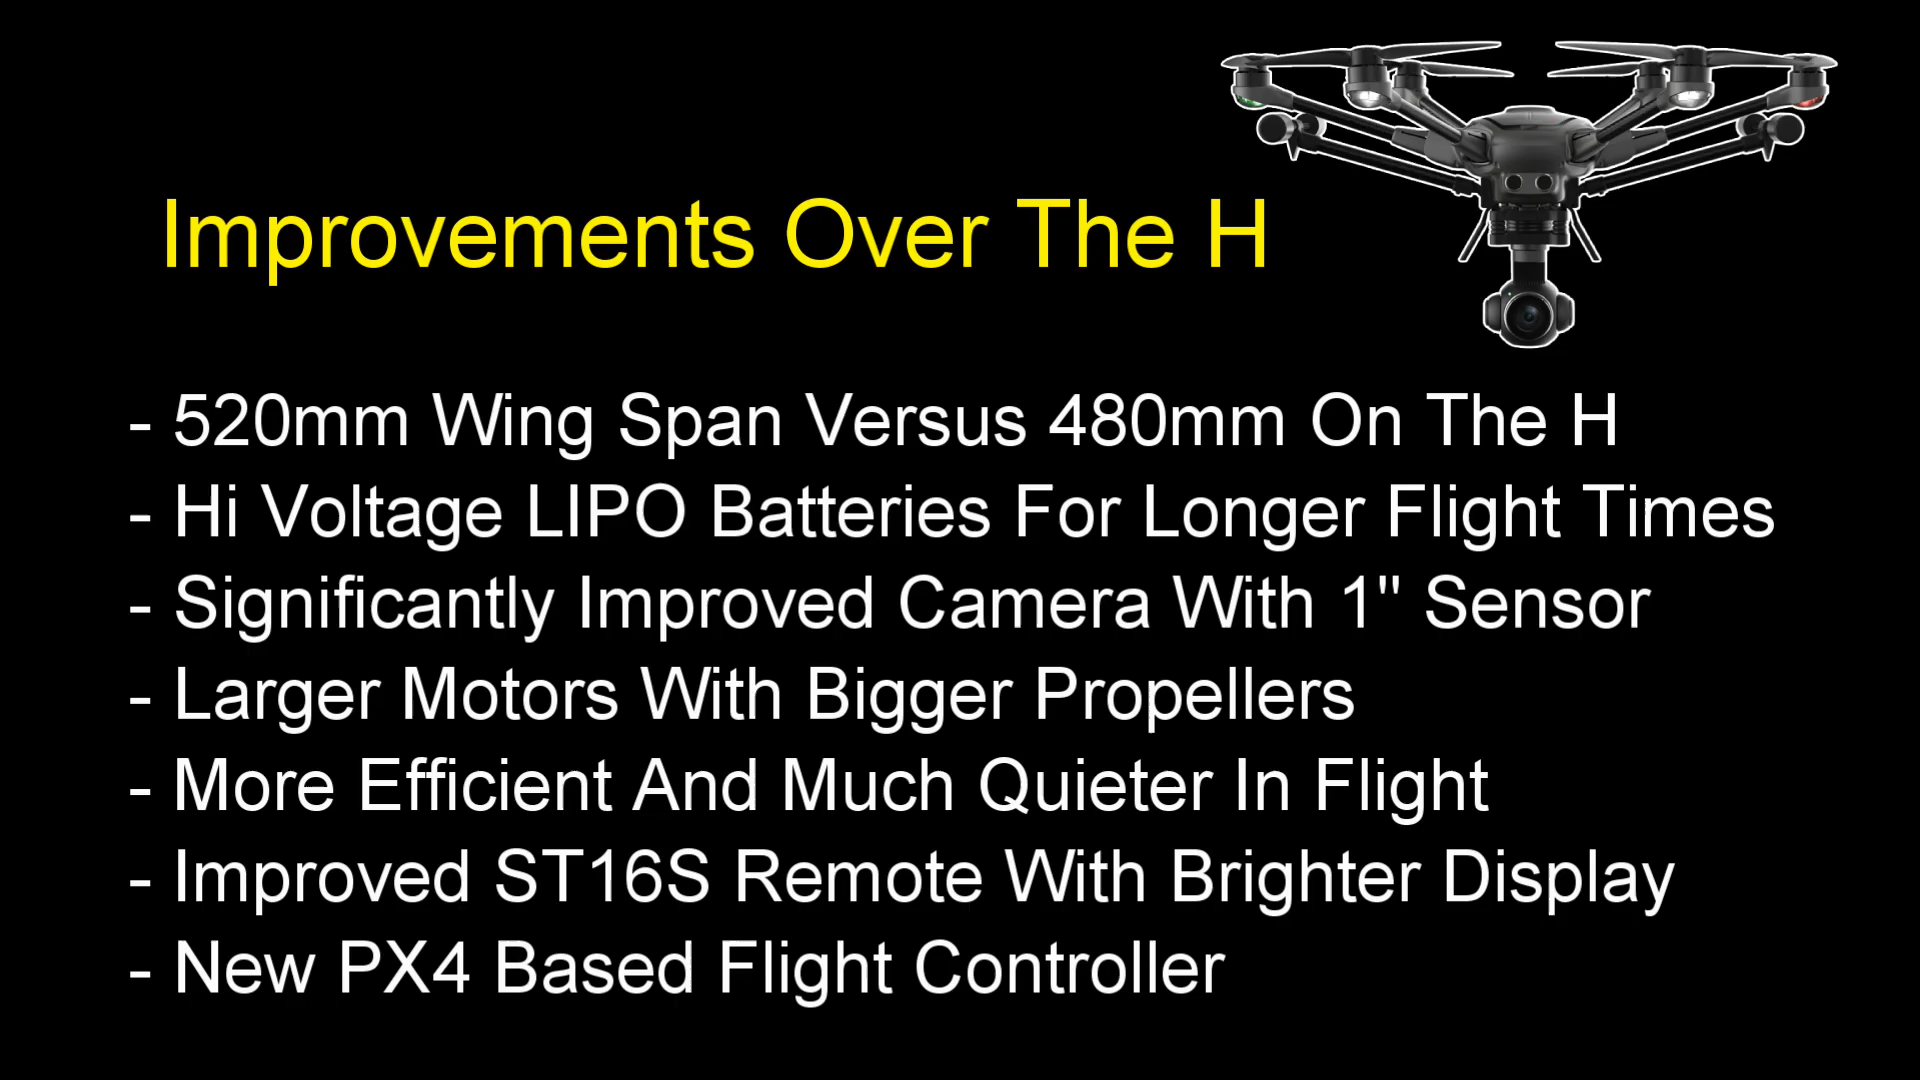 Improvements Over The H
- 520mm Wing Span Versus 480mm On The H
- Hi Voltage LIPO Batteries For Longer Flight Times
- Significantly Improved Camera With 1" Sensor
- Larger Motors With Bigger Propellers
- More Efficient And Much Quieter In Flight
- Improved ST16S Remote With Brighter Display
- New PX4 Based Flight Controller